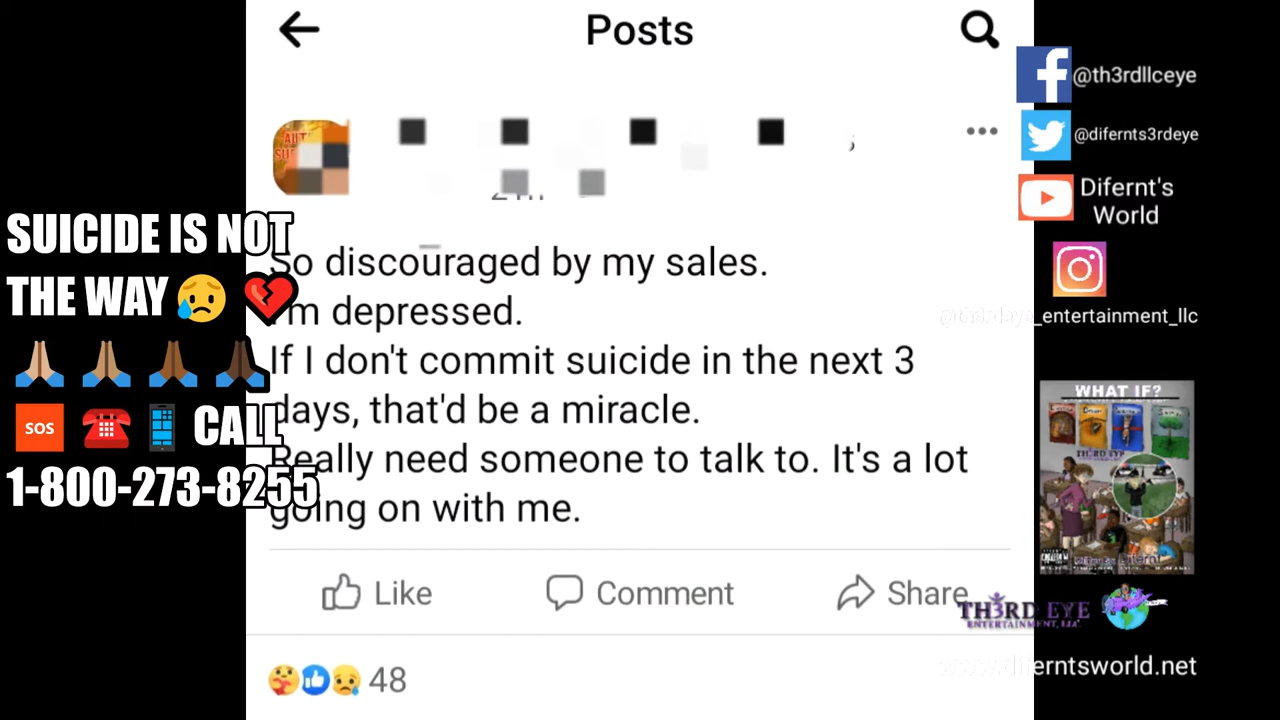 Posts
SUICIDE IS NOT
THE WAY
SOS
CALL
1-800-273-8255
So discouraged by my sales.
I'm depressed.
If I don't commit suicide in the next 3
days, that'd be a miracle.
Really need someone to talk to. It's a lot
going on with me.
Like
Comment
Share
48
@th3rdllceye
@difernts3rdeye
Difernt's
World
@th3rdeye_entertainment_llc
WHAT IF?
TH3RD EYE
ENTERTAINMENT, LLC
www.diferntsworld.net